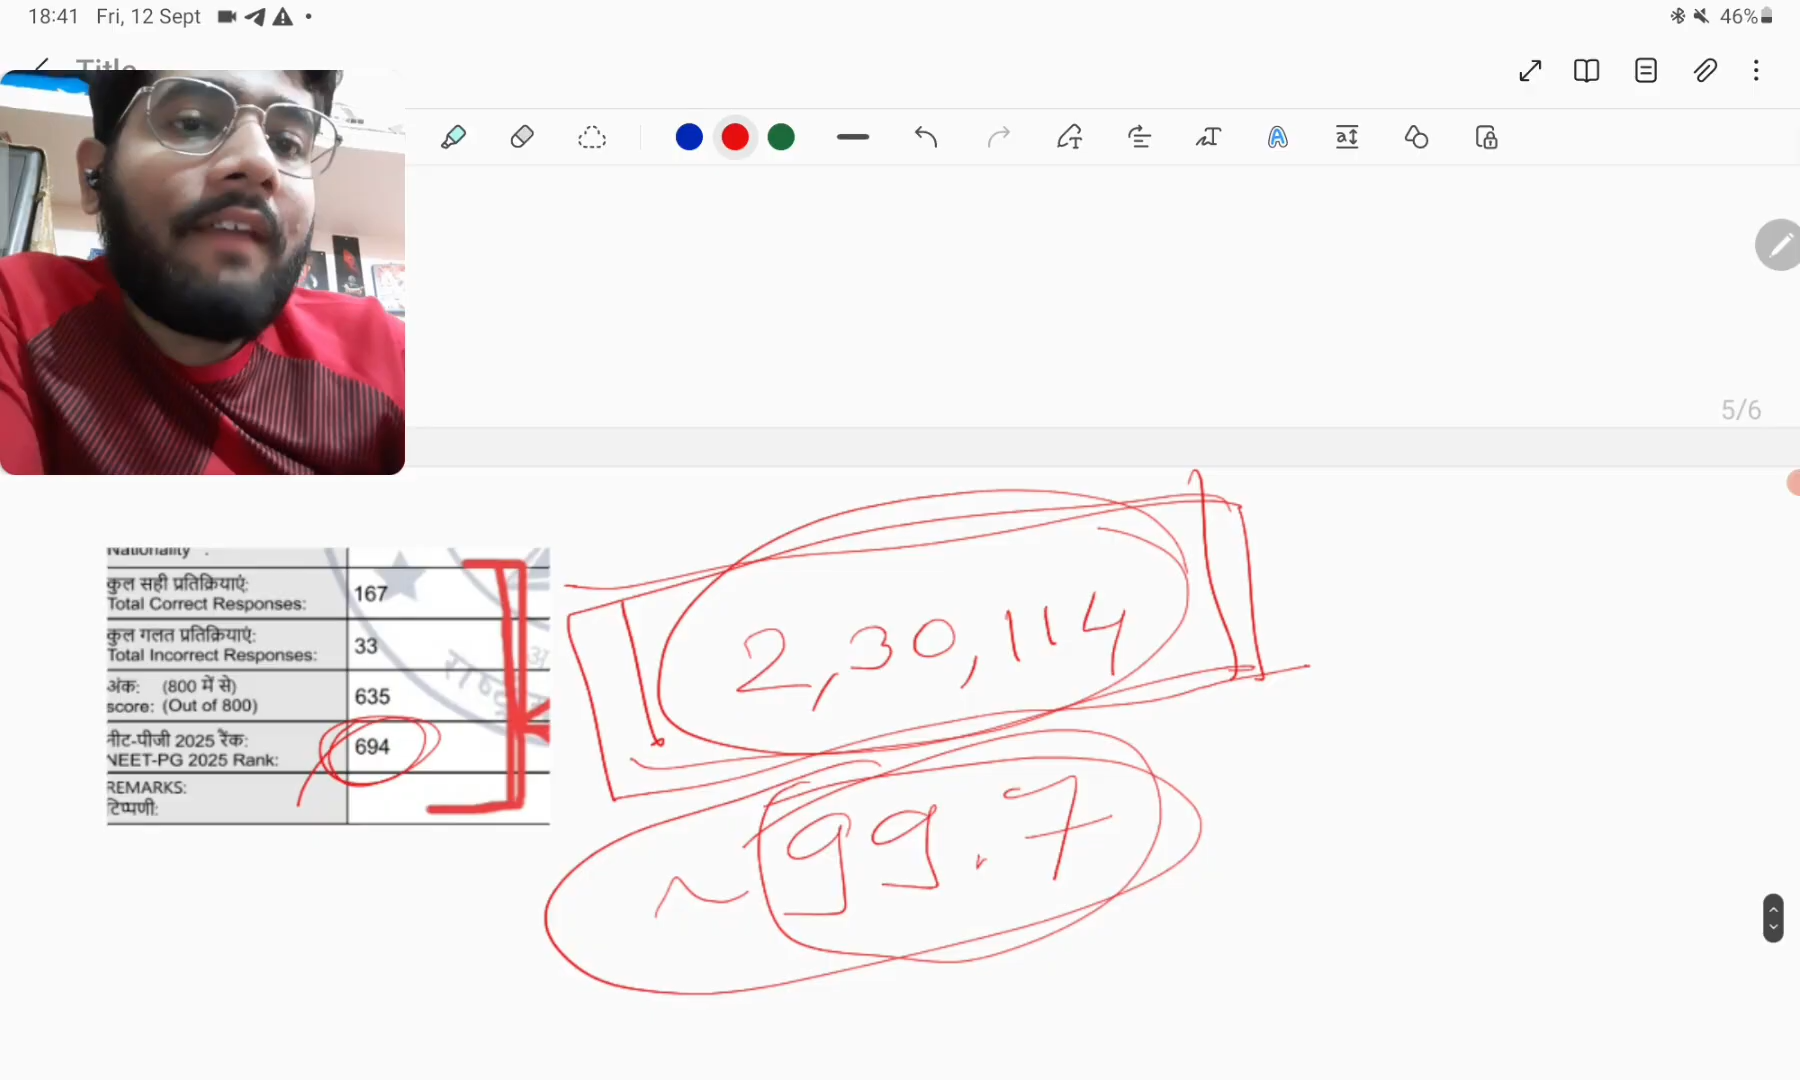 18:41 Fri, 12 Sept 46%
Title
5/6
Nationality :
कुल सही प्रतिक्रियाएं:
Total Correct Responses: 167
कुल गलत प्रतिक्रियाएं:
Total Incorrect Responses: 33
अंक: (800 में से)
score: (Out of 800) 635
नीट-पीजी 2025 रैंक:
NEET-PG 2025 Rank: 694
REMARKS:
टिप्पणी:
2,30,114
~ 99.7